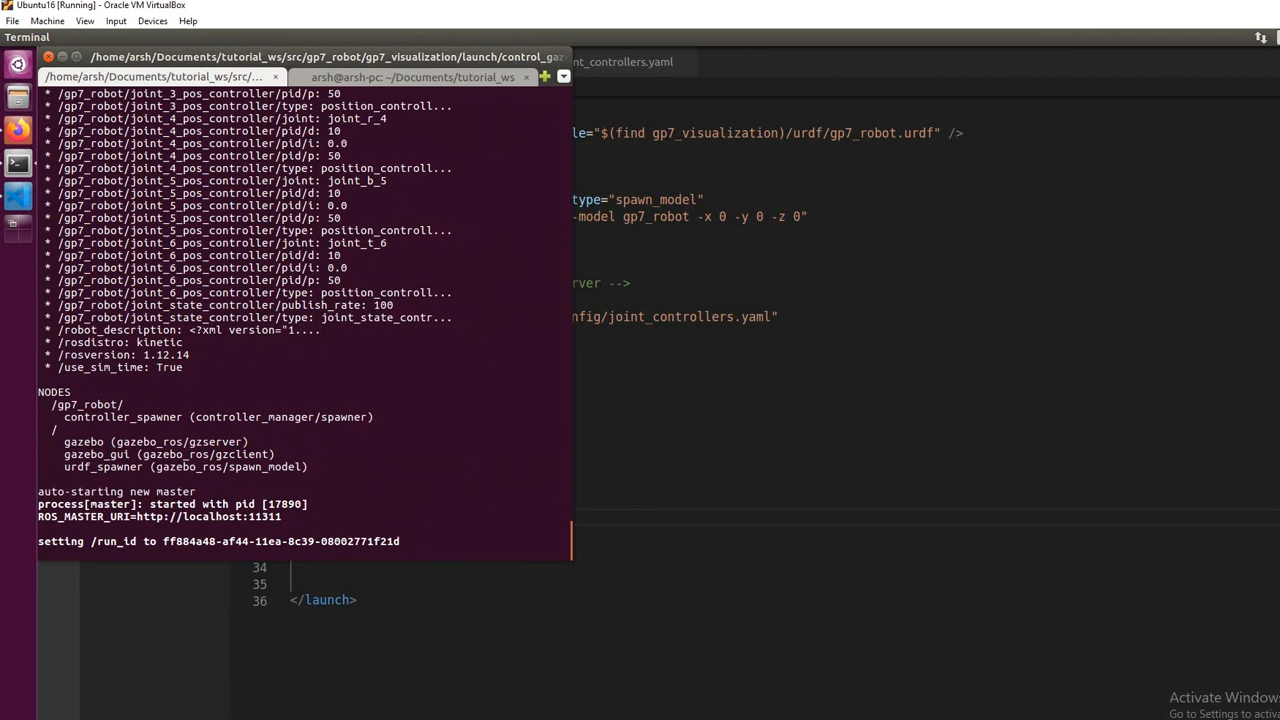 Ubuntu16 [Running] - Oracle VM VirtualBox
File Machine View Input Devices Help
Terminal
/home/arsh/Documents/tutorial_ws/src/gp7_robot/gp7_visualization/launch/control_gaz
/home/arsh/Documents/tutorial_ws/src/... × arsh@arsh-pc: ~/Documents/tutorial_ws ×
nt_controllers.yaml
* /gp7_robot/joint_3_pos_controller/pid/p: 50
* /gp7_robot/joint_3_pos_controller/type: position_controll...
* /gp7_robot/joint_4_pos_controller/joint: joint_r_4
* /gp7_robot/joint_4_pos_controller/pid/d: 10
* /gp7_robot/joint_4_pos_controller/pid/i: 0.0
* /gp7_robot/joint_4_pos_controller/pid/p: 50
* /gp7_robot/joint_4_pos_controller/type: position_controll...
* /gp7_robot/joint_5_pos_controller/joint: joint_b_5
* /gp7_robot/joint_5_pos_controller/pid/d: 10
* /gp7_robot/joint_5_pos_controller/pid/i: 0.0
* /gp7_robot/joint_5_pos_controller/pid/p: 50
* /gp7_robot/joint_5_pos_controller/type: position_controll...
* /gp7_robot/joint_6_pos_controller/joint: joint_t_6
* /gp7_robot/joint_6_pos_controller/pid/d: 10
* /gp7_robot/joint_6_pos_controller/pid/i: 0.0
* /gp7_robot/joint_6_pos_controller/pid/p: 50
* /gp7_robot/joint_6_pos_controller/type: position_controll...
* /gp7_robot/joint_state_controller/publish_rate: 100
* /gp7_robot/joint_state_controller/type: joint_state_contr...
* /robot_description: <?xml version="1....
* /rosdistro: kinetic
* /rosversion: 1.12.14
* /use_sim_time: True
NODES
/gp7_robot/
controller_spawner (controller_manager/spawner)
/
gazebo (gazebo_ros/gzserver)
gazebo_gui (gazebo_ros/gzclient)
urdf_spawner (gazebo_ros/spawn_model)
auto-starting new master
process[master]: started with pid [17890]
ROS_MASTER_URI=http://localhost:11311
setting /run_id to ff884a48-af44-11ea-8c39-08002771f21d
le="$(find gp7_visualization)/urdf/gp7_robot.urdf" />
type="spawn_model"
-model gp7_robot -x 0 -y 0 -z 0"
rver -->
nfig/joint_controllers.yaml"
34
35
36 </launch>
Activate Windows
Go to Settings to activa